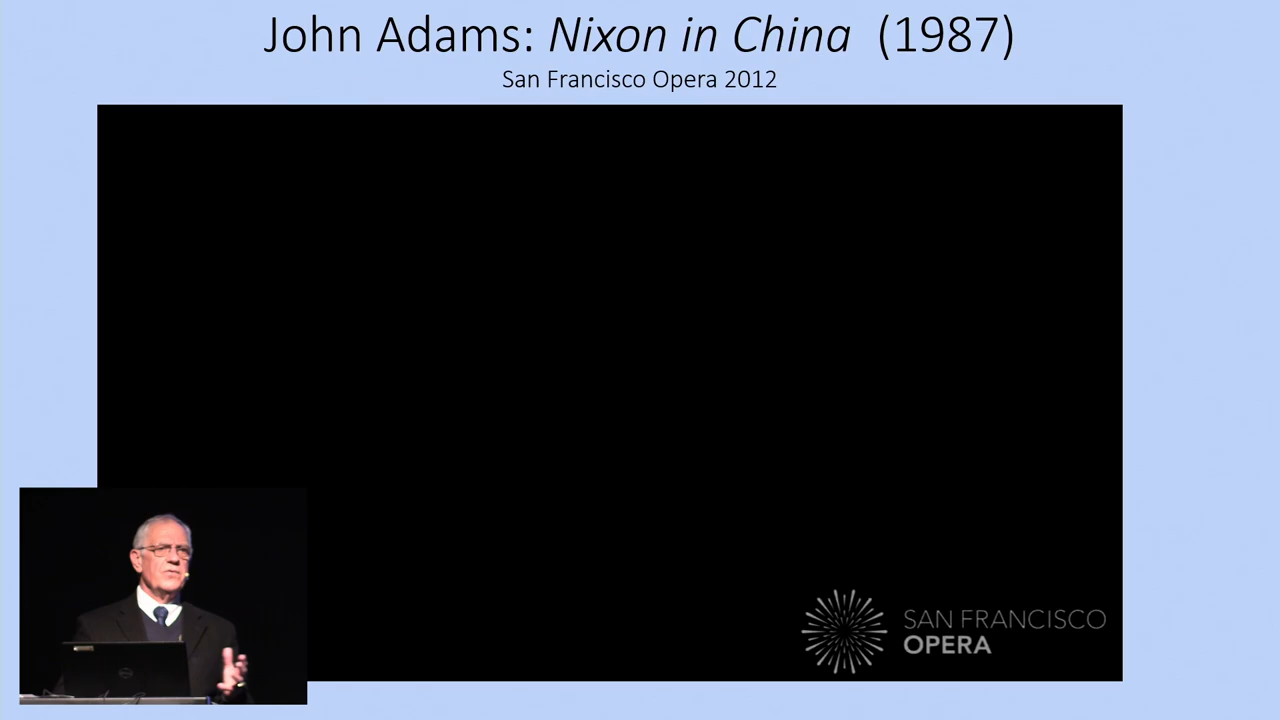 John Adams: Nixon in China (1987)
San Francisco Opera 2012
SAN FRANCISCO
OPERA